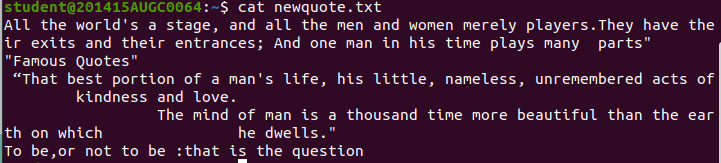 student@201415AUGC0064:~$ cat newquote.txt
All the world's a stage, and all the men and women merely players.They have the
ir exits and their entrances; And one man in his time plays many  parts"
"Famous Quotes"
 “That best portion of a man's life, his little, nameless, unremembered acts of
        kindness and love.
                 The mind of man is a thousand time more beautiful than the ear
th on which              he dwells."
To be,or not to be :that is the question